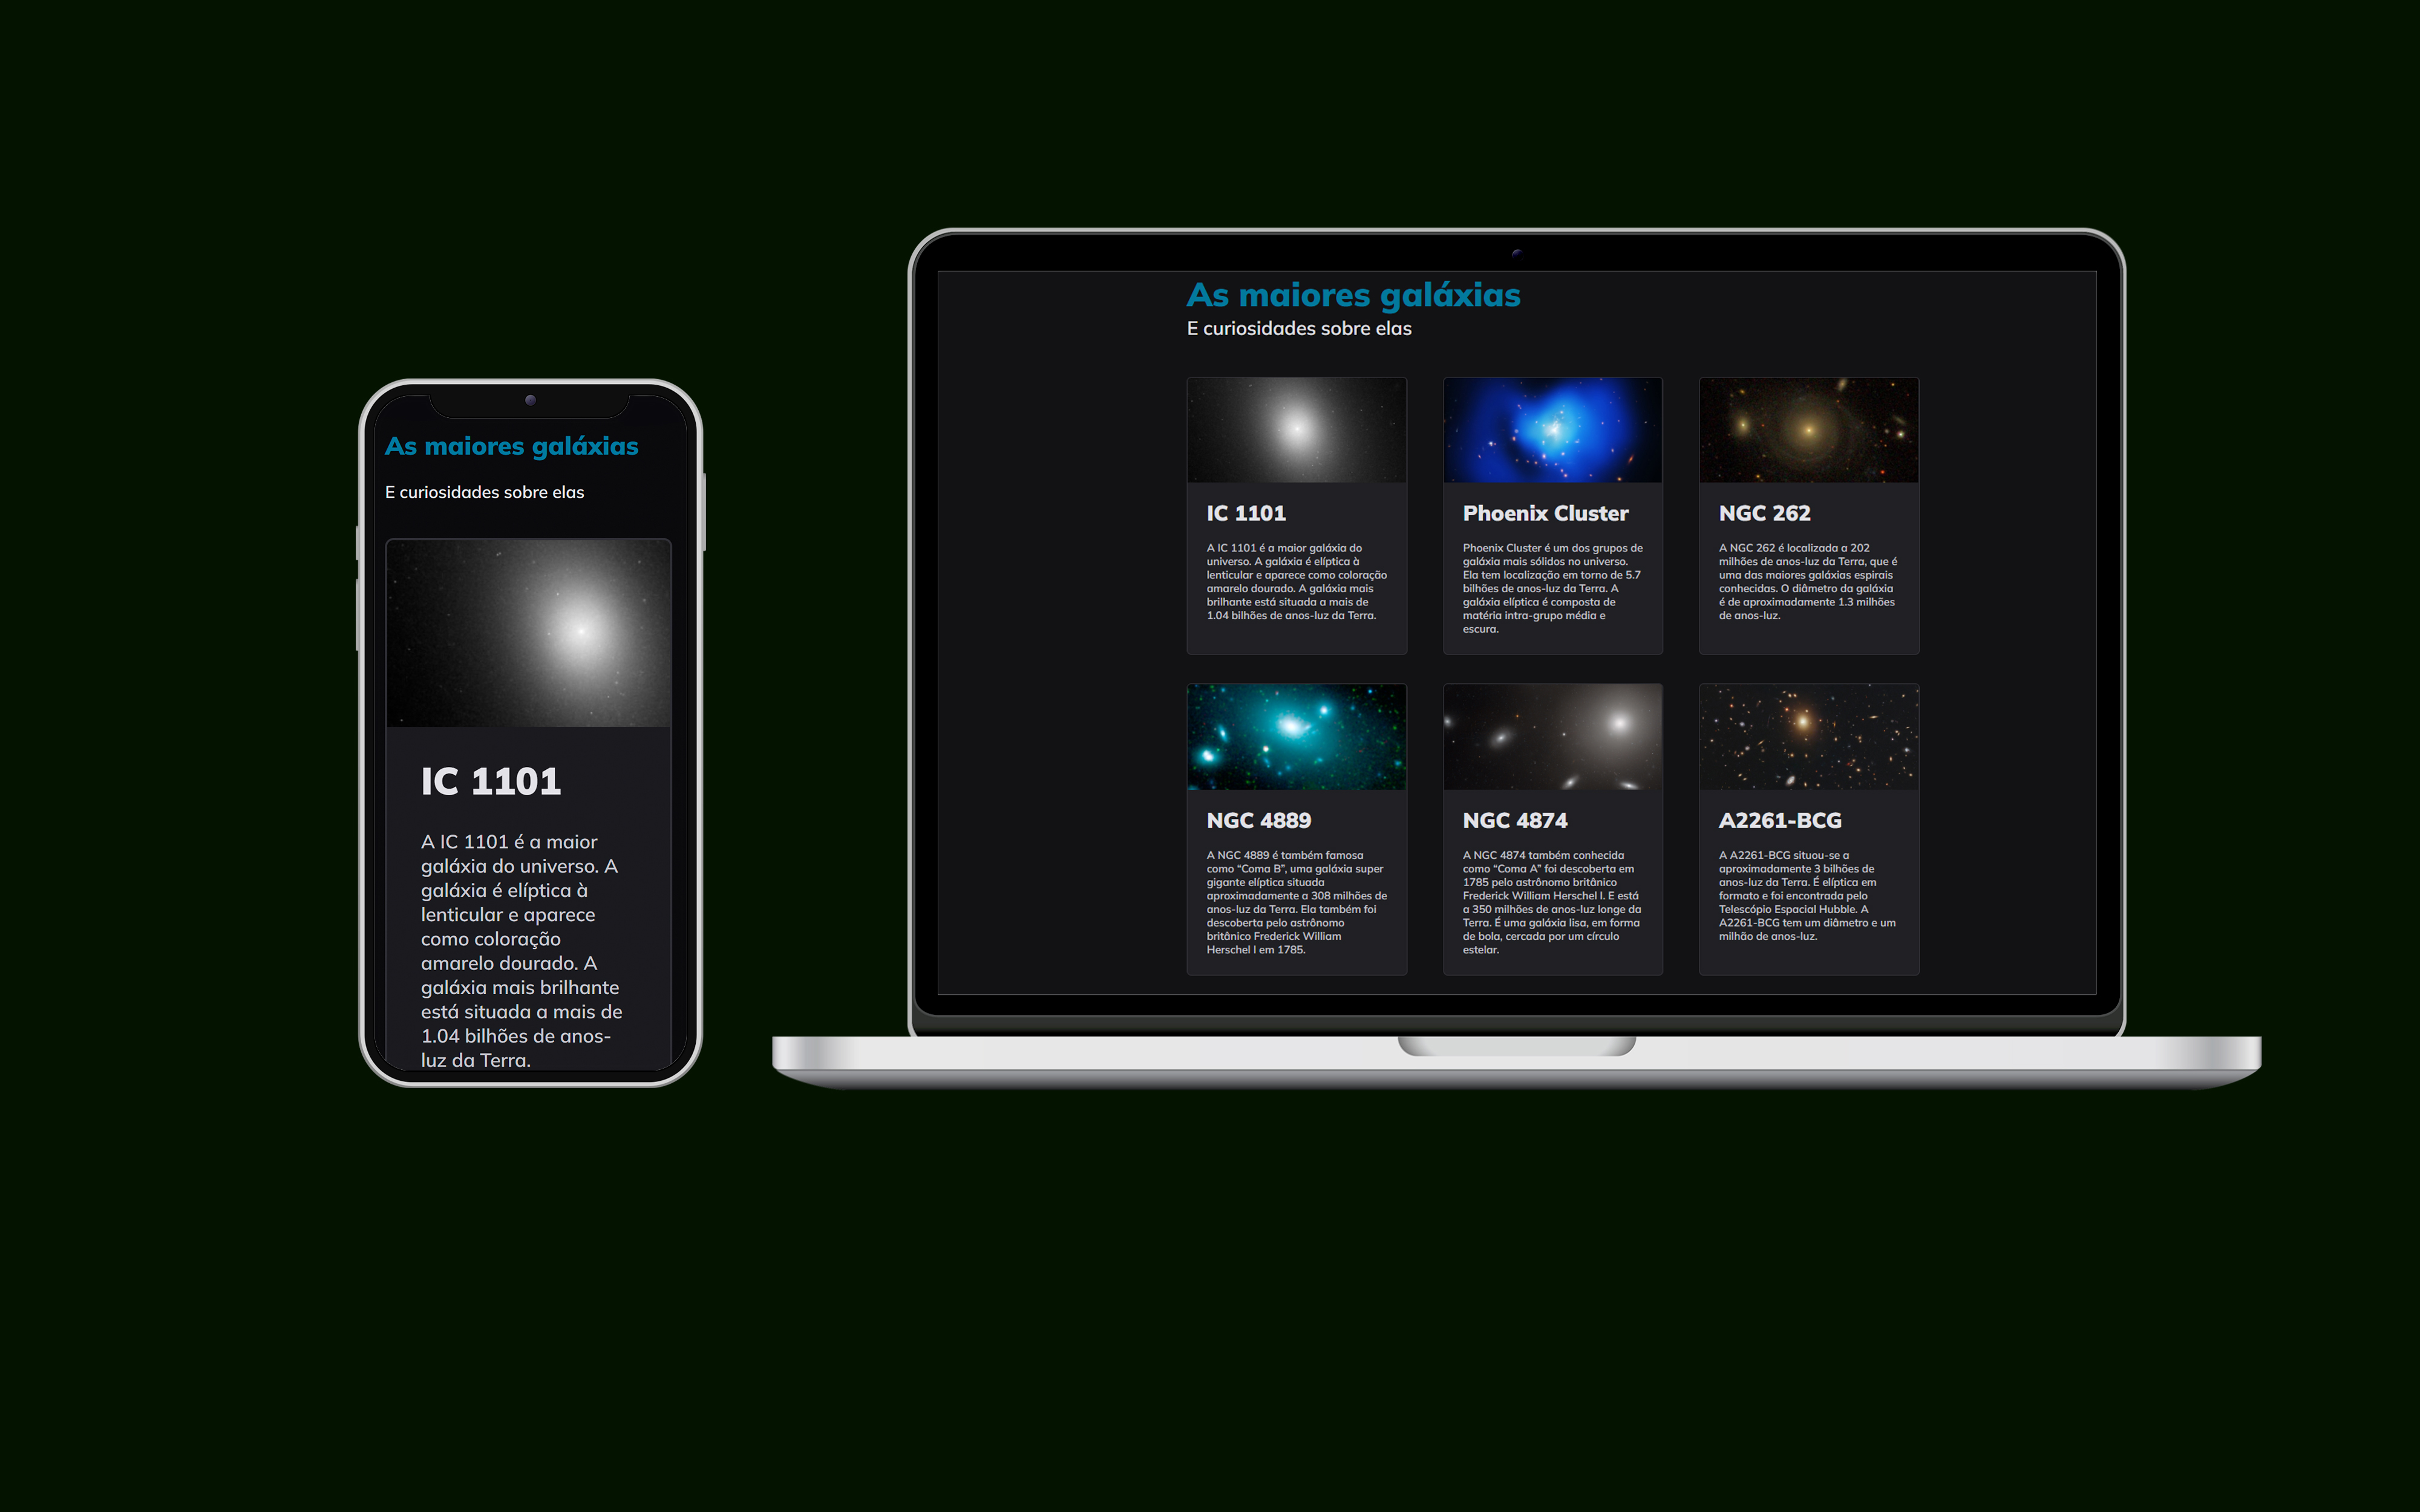 As maiores galáxias
E curiosidades sobre elas
IC 1101
A IC 1101 é a maior
galáxia do universo. A
galáxia é elíptica à
lenticular e aparece
como coloração
amarelo dourado. A
galáxia mais brilhante
está situada a mais de
1.04 bilhões de anos-
luz da Terra.
As maiores galáxias
E curiosidades sobre elas
IC 1101
A IC 1101 é a maior galáxia do
universo. A galáxia é elíptica à
lenticular e aparece como coloração
amarelo dourado. A galáxia mais
brilhante está situada a mais de
1.04 bilhões de anos-luz da Terra.
Phoenix Cluster
Phoenix Cluster é um dos grupos de
galáxia mais sólidos no universo.
Ela tem localização em torno de 5.7
bilhões de anos-luz da Terra. A
galáxia elíptica é composta de
matéria intra-grupo média e
escura.
NGC 262
A NGC 262 é localizada a 202
milhões de anos-luz da Terra, que é
uma das maiores galáxias espirais
conhecidas. O diâmetro da galáxia
é de aproximadamente 1.3 milhões
de anos-luz.
NGC 4889
A NGC 4889 é também famosa
como “Coma B”, uma galáxia super
gigante elíptica situada
aproximadamente a 308 milhões de
anos-luz da Terra. Ela também foi
descoberta pelo astrônomo
britânico Frederick William
Herschel I em 1785.
NGC 4874
A NGC 4874 também conhecida
como “Coma A” foi descoberta em
1785 pelo astrônomo britânico
Frederick William Herschel I. E está
a 350 milhões de anos-luz longe da
Terra. É uma galáxia lisa, em forma
de bola, cercada por um círculo
estelar.
A2261-BCG
A A2261-BCG situou-se a
aproximadamente 3 bilhões de
anos-luz da Terra. É elíptica em
formato e foi encontrada pelo
Telescópio Espacial Hubble. A
A2261-BCG tem um diâmetro e um
milhão de anos-luz.